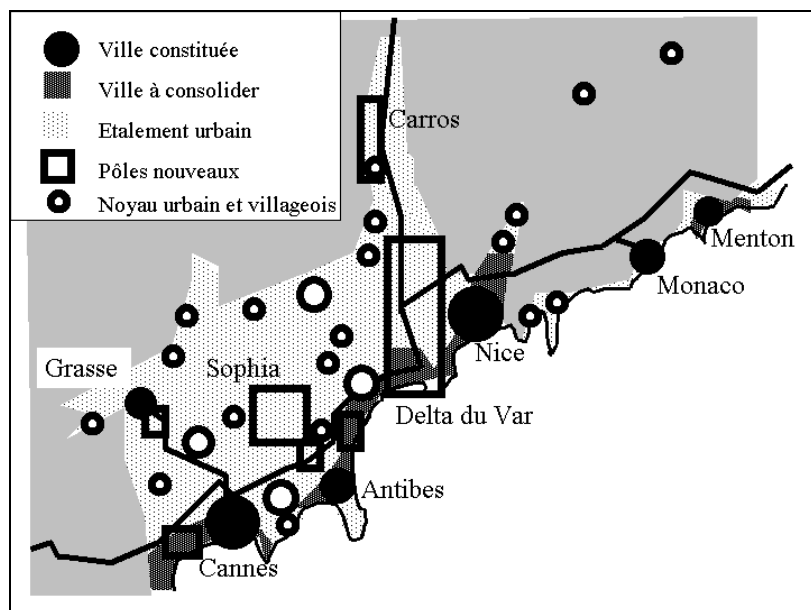 Ville constituée
Ville à consolider
Etalement urbain
Pôles nouveaux
Noyau urbain et villageois
Carros
Menton
Monaco
Nice
Grasse
Sophia
Delta du Var
Antibes
Cannes